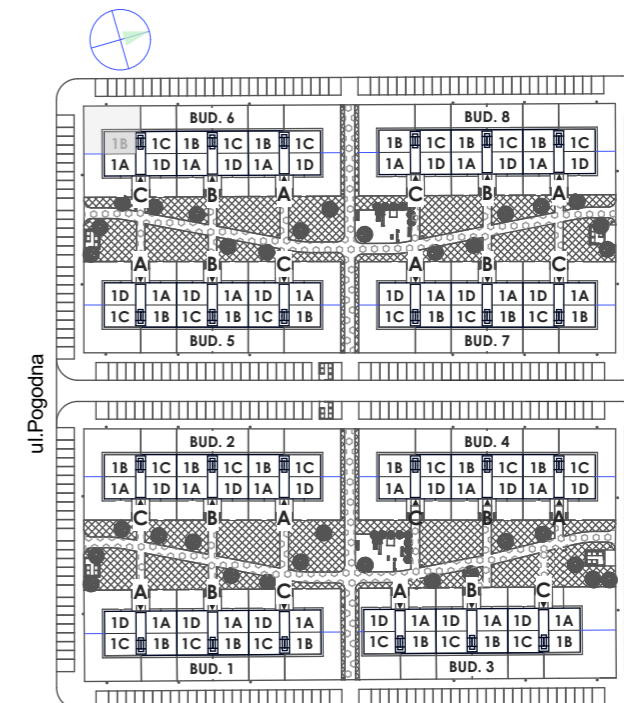 BUD. 6 BUD. 8
1B 1C 1B 1C 1B 1C 1B 1C 1B 1C 1B 1C
1A 1D 1A 1D 1A 1D 1A 1D 1A 1D 1A 1D
C B A C B A
A B C A B C
1D 1A 1D 1A 1D 1A 1D 1A 1D 1A 1D 1A
1C 1B 1C 1B 1C 1B 1C 1B 1C 1B 1C 1B
BUD. 5 BUD. 7
ul.Pogodna
BUD. 2 BUD. 4
1B 1C 1B 1C 1B 1C 1B 1C 1B 1C 1B 1C
1A 1D 1A 1D 1A 1D 1A 1D 1A 1D 1A 1D
C B A C B A
A B C A B C
1D 1A 1D 1A 1D 1A 1D 1A 1D 1A 1D 1A
1C 1B 1C 1B 1C 1B 1C 1B 1C 1B 1C 1B
BUD. 1 BUD. 3